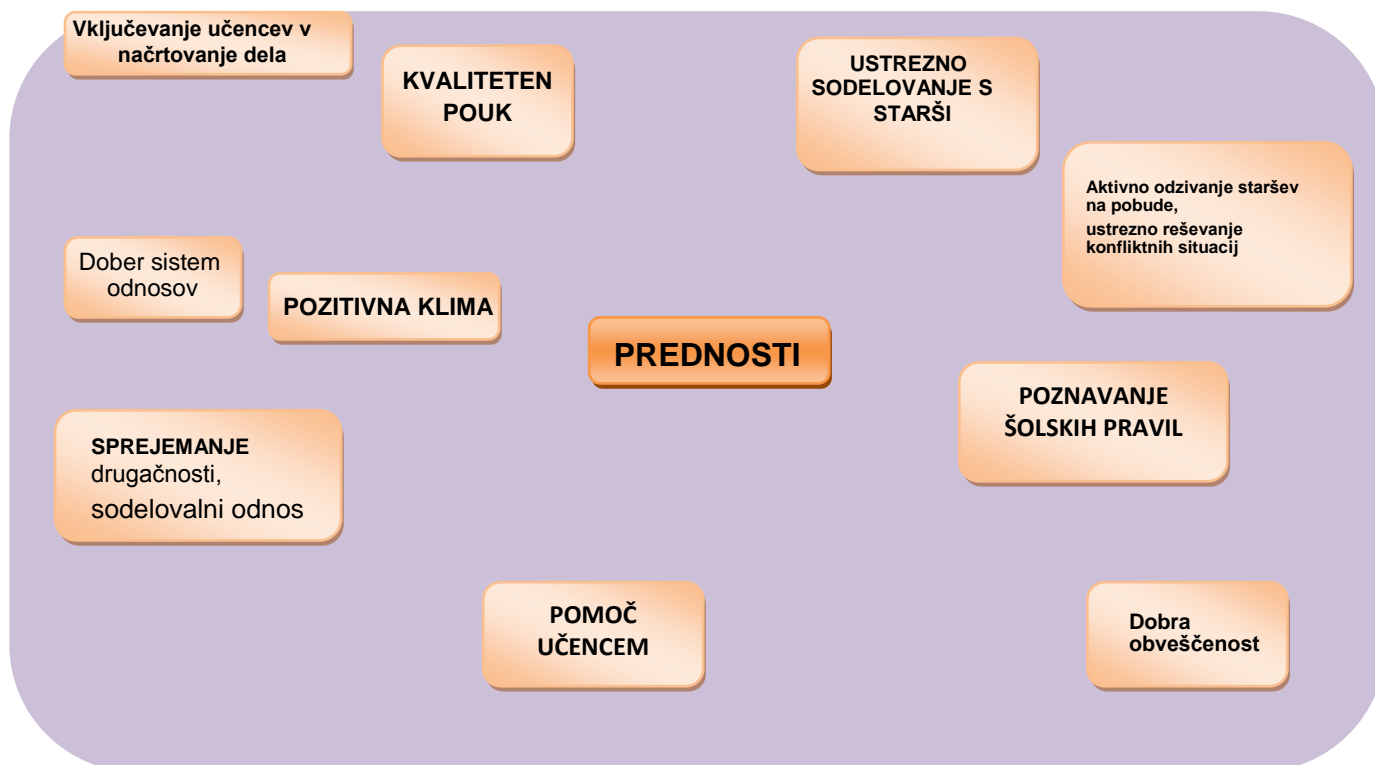 Vključevanje učencev v
načrtovanje dela
KVALITETEN
POUK
USTREZNO
SODELOVANJE S
STARŠI
Aktivno odzivanje staršev
na pobude,
ustrezno reševanje
konfliktnih situacij
Dober sistem
odnosov
POZITIVNA KLIMA
PREDNOSTI
POZNAVANJE
ŠOLSKIH PRAVIL
SPREJEMANJE
drugačnosti,
sodelovalni odnos
POMOČ
UČENCEM
Dobra
obveščenost